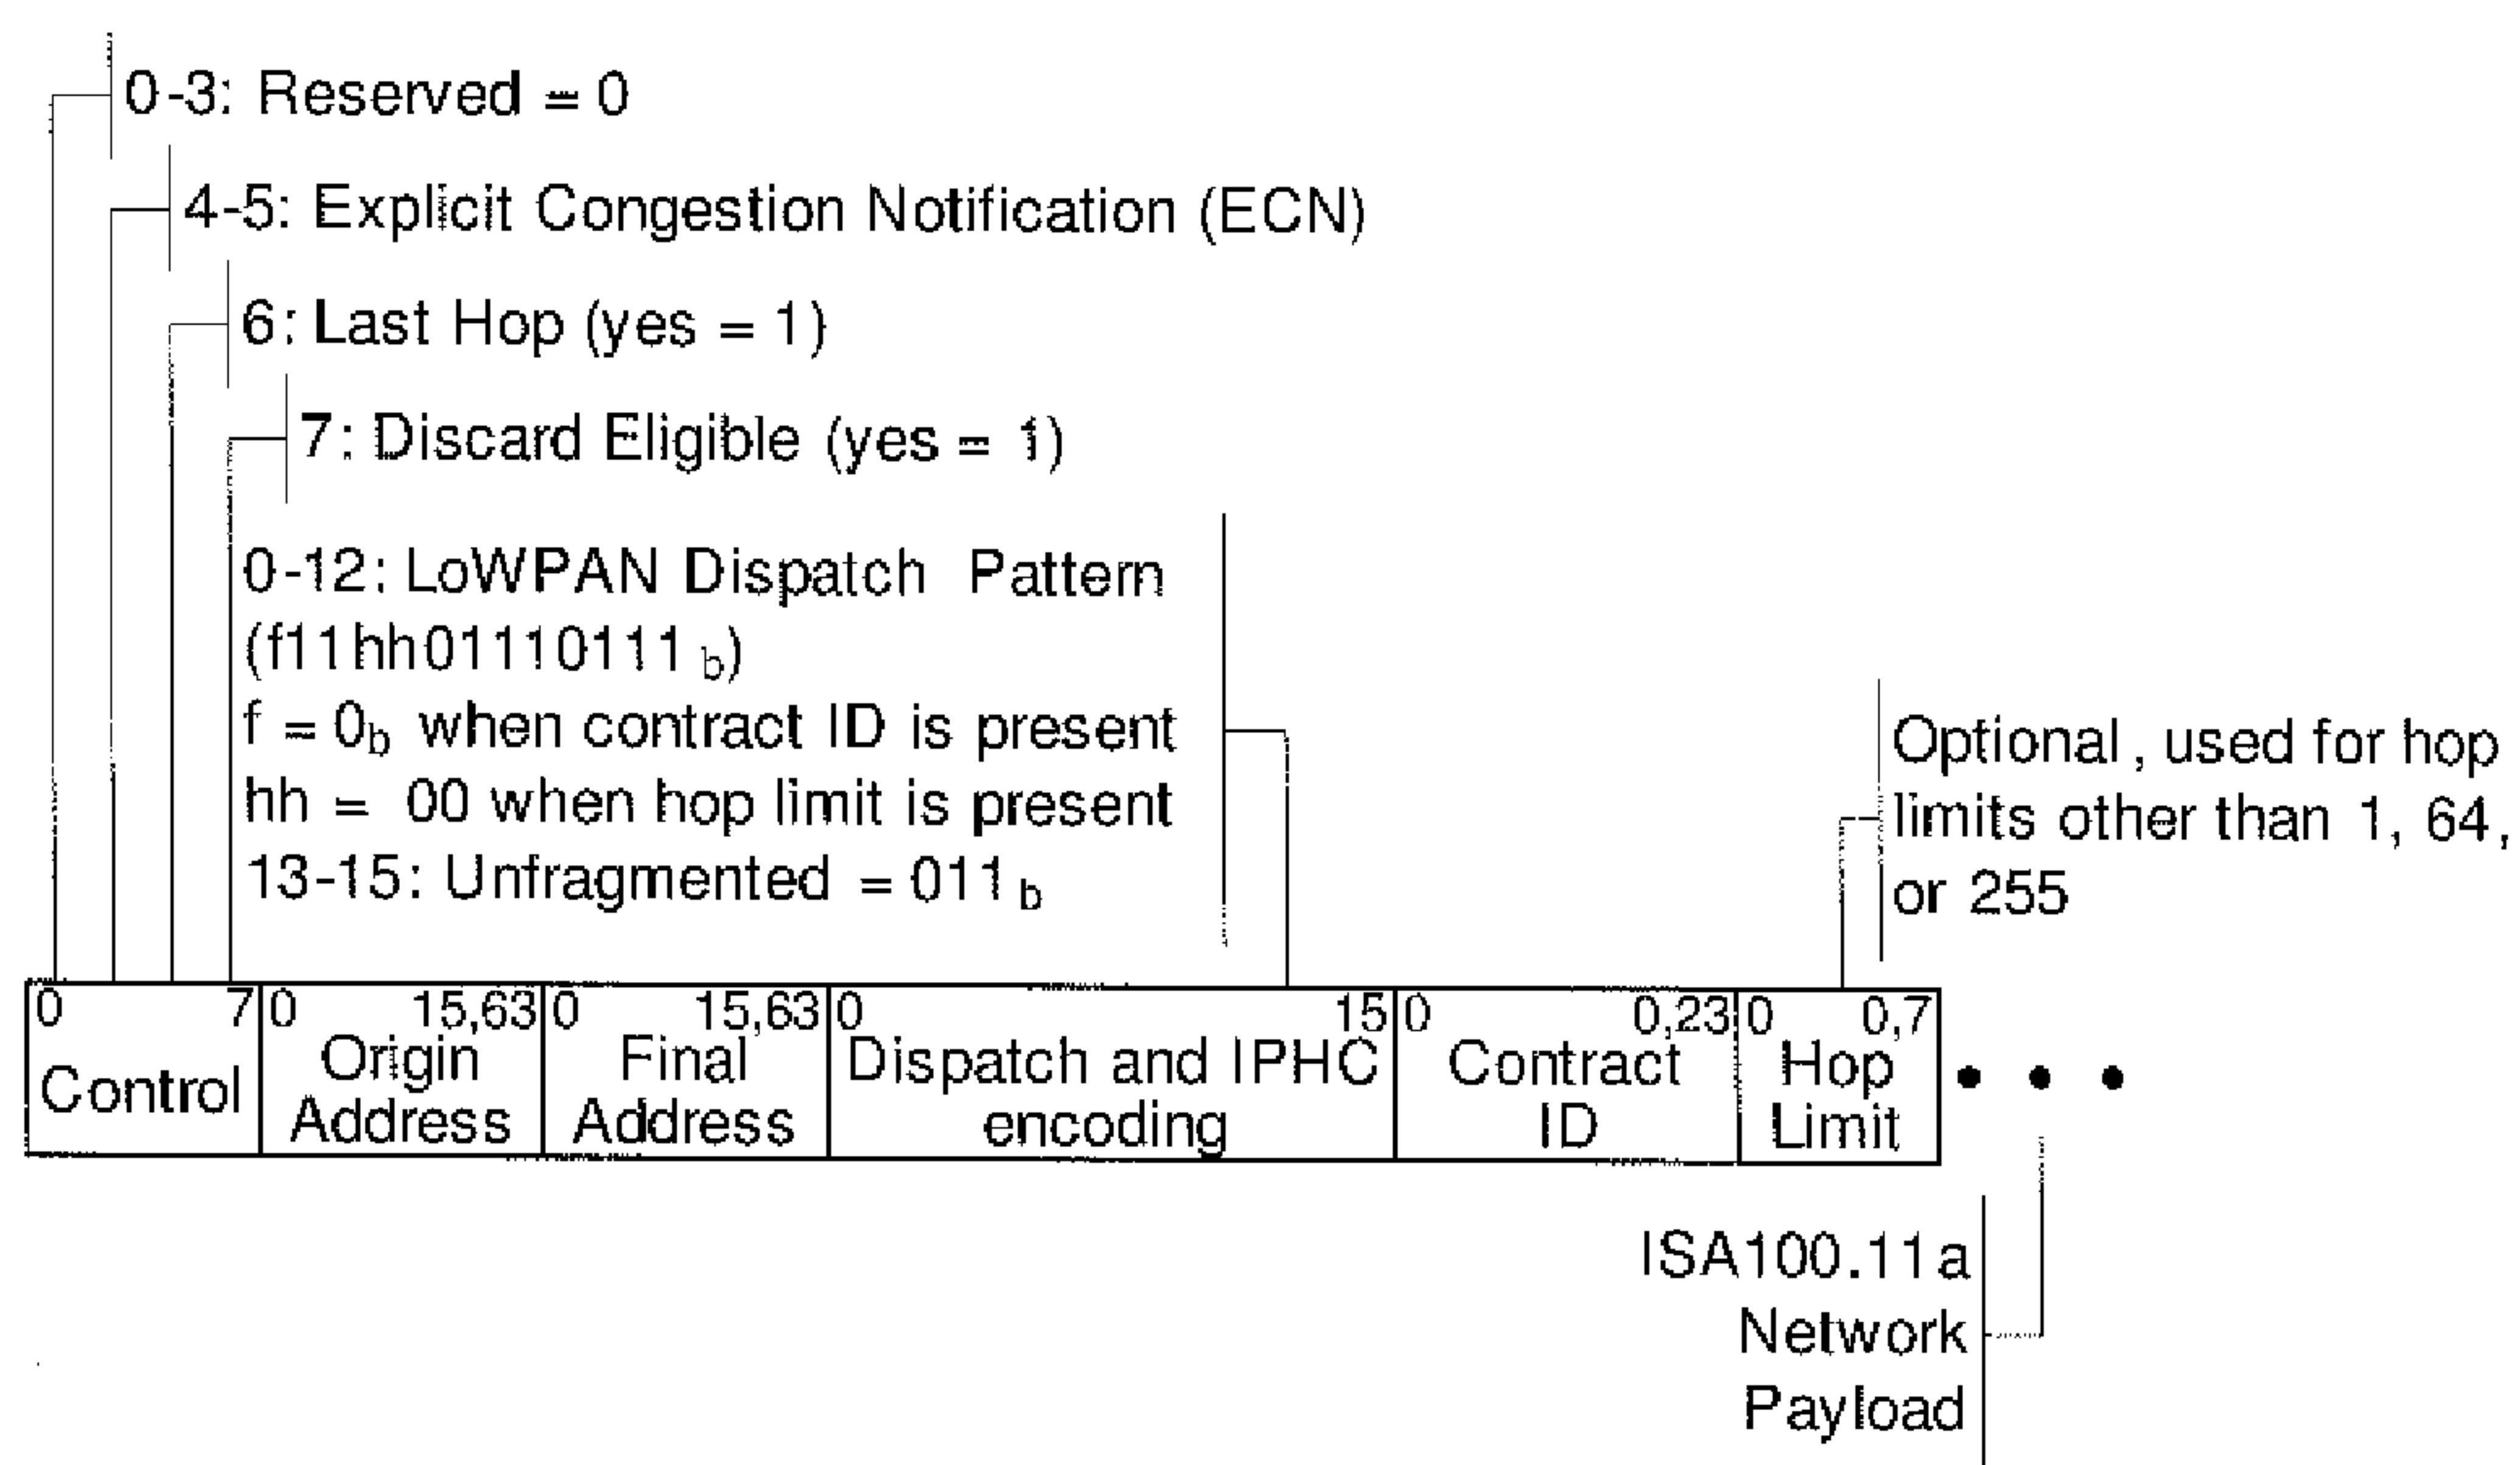 0-3: Reserved = 0
4-5: Explicit Congestion Notification (ECN)
6: Last Hop (yes = 1)
7: Discard Eligible (yes = 1)
0-12: LoWPAN Dispatch Pattern
(f11hh01110111 b)
f = 0b when contract ID is present
hh = 00 when hop limit is present
13-15: Unfragmented = 011 b
Optional, used for hop
limits other than 1, 64,
or 255
0 7 0 15,63 0 15,63 0 15 0 0,23 0 0,7
Control
Origin
Address
Final
Address
Dispatch and IPHC
encoding
Contract
ID
Hop
Limit
ISA100.11a
Network
Payload